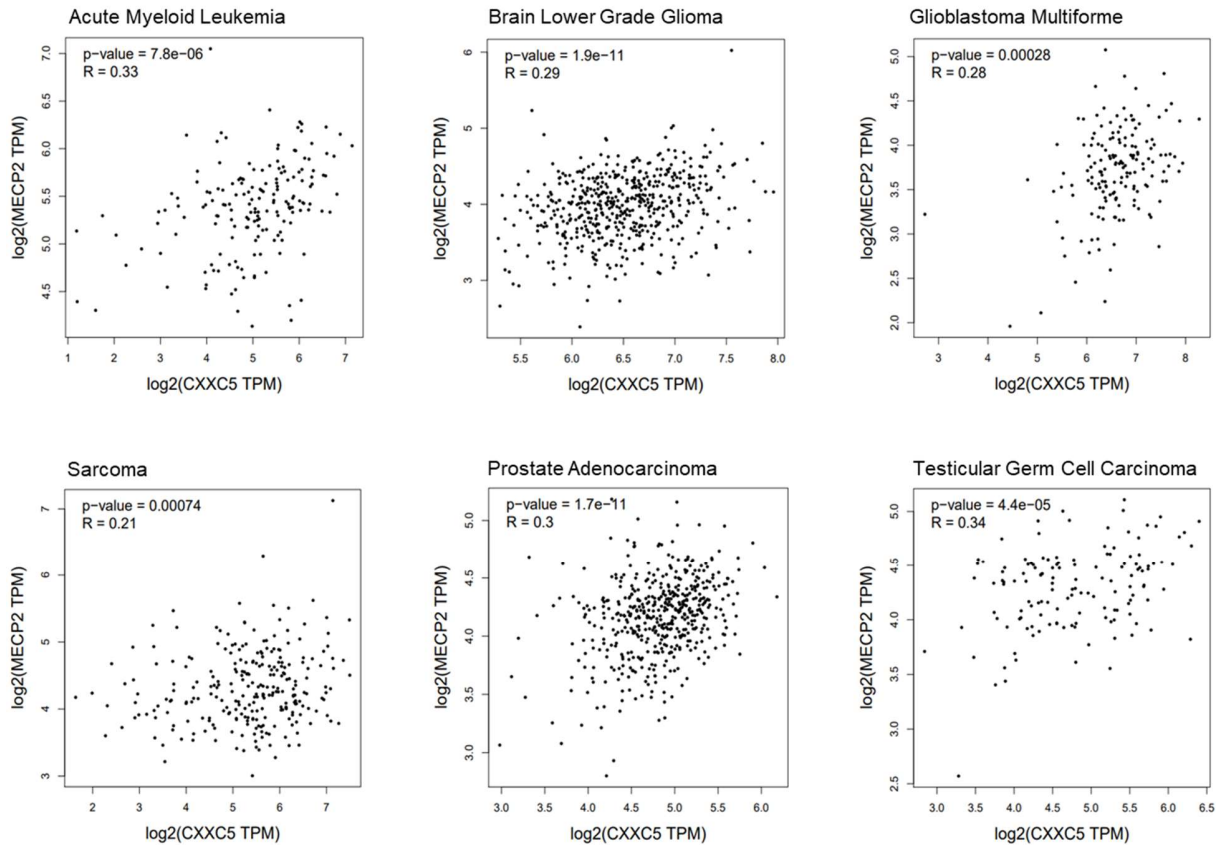 Acute Myeloid Leukemia
p−value = 7.8e−06
R = 0.33
7.0
6.5
6.0
5.5
5.0
4.5
log2(MECP2 TPM)
1 2 3 4 5 6 7
log2(CXXC5 TPM)
Brain Lower Grade Glioma
p−value = 1.9e−11
R = 0.29
6
5
4
3
log2(MECP2 TPM)
5.5 6.0 6.5 7.0 7.5 8.0
log2(CXXC5 TPM)
Glioblastoma Multiforme
p−value = 0.00028
R = 0.28
5.0
4.5
4.0
3.5
3.0
2.5
2.0
log2(MECP2 TPM)
3 4 5 6 7 8
log2(CXXC5 TPM)
Sarcoma
p−value = 0.00074
R = 0.21
7
6
5
4
3
log2(MECP2 TPM)
2 3 4 5 6 7
log2(CXXC5 TPM)
Prostate Adenocarcinoma
p−value = 1.7e−11
R = 0.3
5.0
4.5
4.0
3.5
3.0
log2(MECP2 TPM)
3.0 3.5 4.0 4.5 5.0 5.5 6.0
log2(CXXC5 TPM)
Testicular Germ Cell Carcinoma
p−value = 4.4e−05
R = 0.34
5.0
4.5
4.0
3.5
3.0
2.5
log2(MECP2 TPM)
3.0 3.5 4.0 4.5 5.0 5.5 6.0 6.5
log2(CXXC5 TPM)